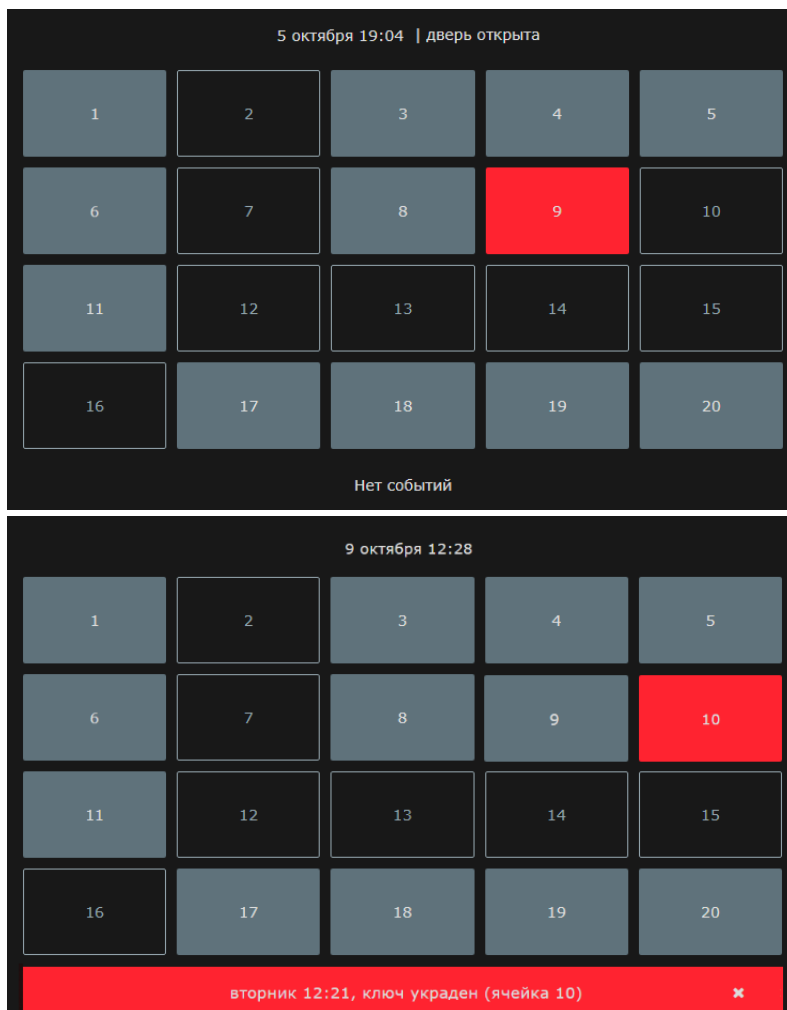 5 октября 19:04 | дверь открыта
1 2 3 4 5
6 7 8 9 10
11 12 13 14 15
16 17 18 19 20
Нет событий
9 октября 12:28
1 2 3 4 5
6 7 8 9 10
11 12 13 14 15
16 17 18 19 20
вторник 12:21, ключ украден (ячейка 10) ✖